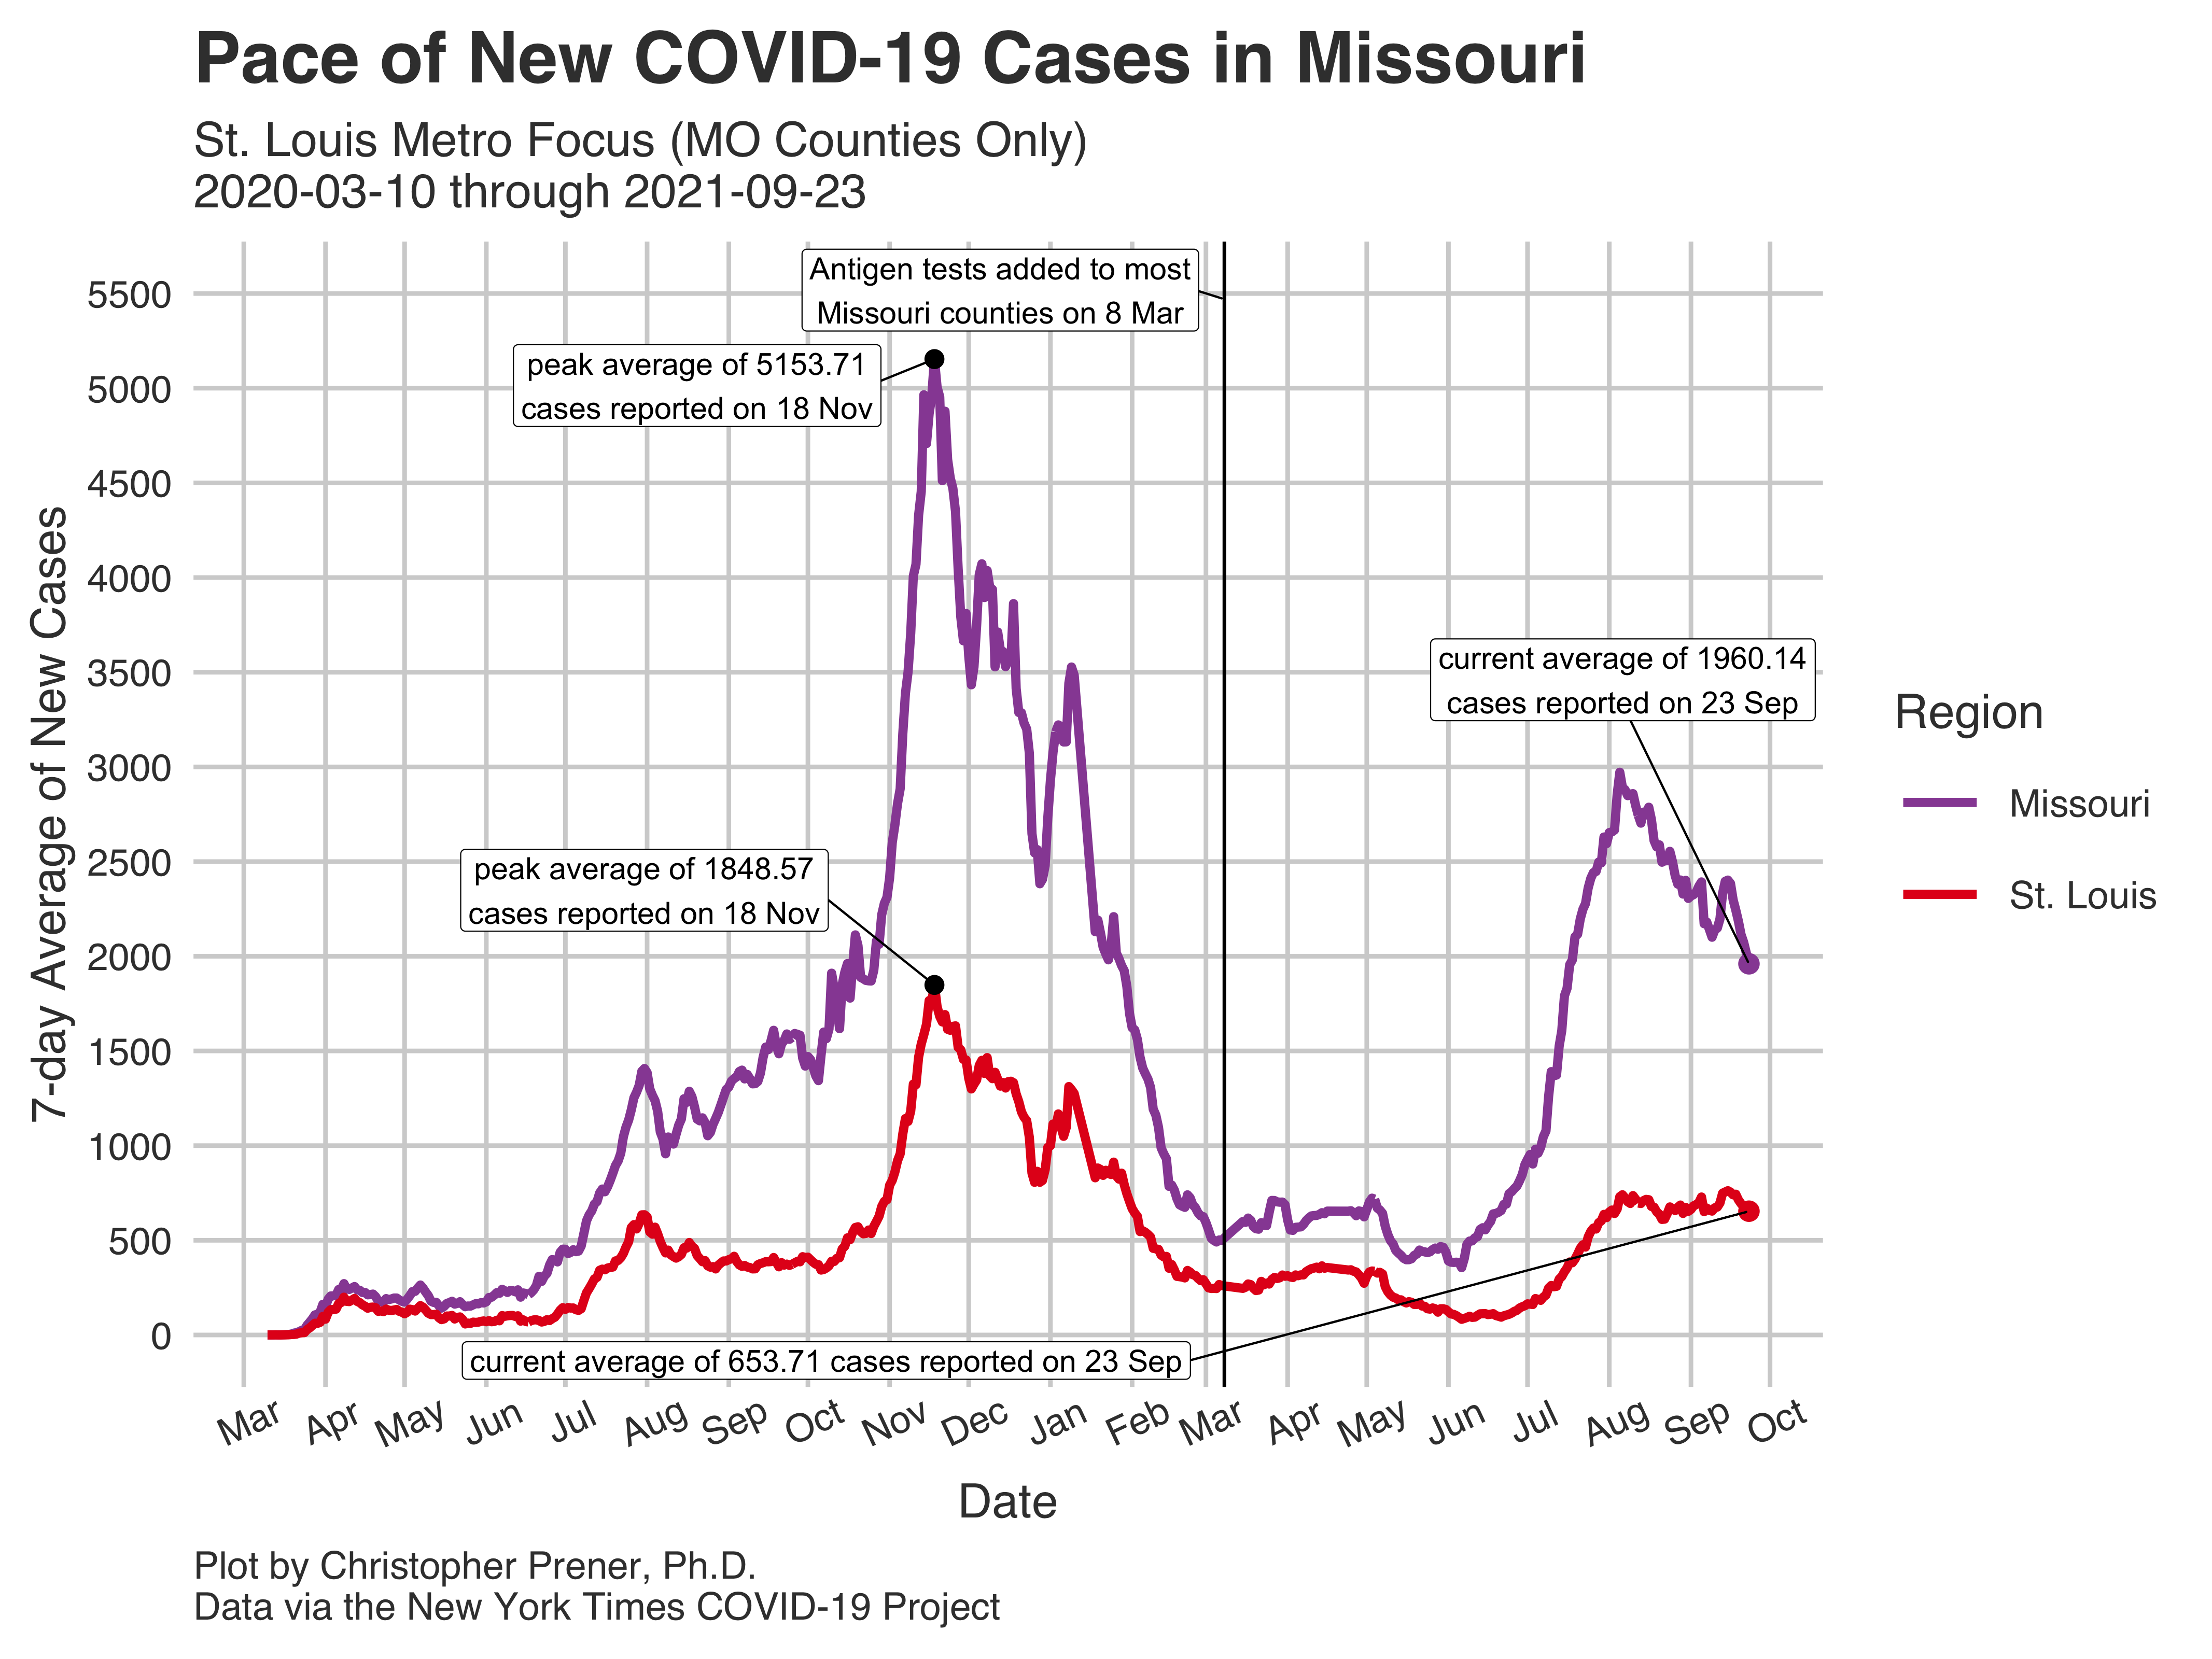 Pace of New COVID-19 Cases in Missouri
St. Louis Metro Focus (MO Counties Only)
2020-03-10 through 2021-09-23
Antigen tests added to most
Missouri counties on 8 Mar
peak average of 5153.71
cases reported on 18 Nov
current average of 1960.14
cases reported on 23 Sep
peak average of 1848.57
cases reported on 18 Nov
current average of 653.71 cases reported on 23 Sep
7-day Average of New Cases
5500
5000
4500
4000
3500
3000
2500
2000
1500
1000
500
0
Mar Apr May Jun Jul Aug Sep Oct Nov Dec Jan Feb Mar Apr May Jun Jul Aug Sep Oct
Date
Region
Missouri
St. Louis
Plot by Christopher Prener, Ph.D.
Data via the New York Times COVID-19 Project